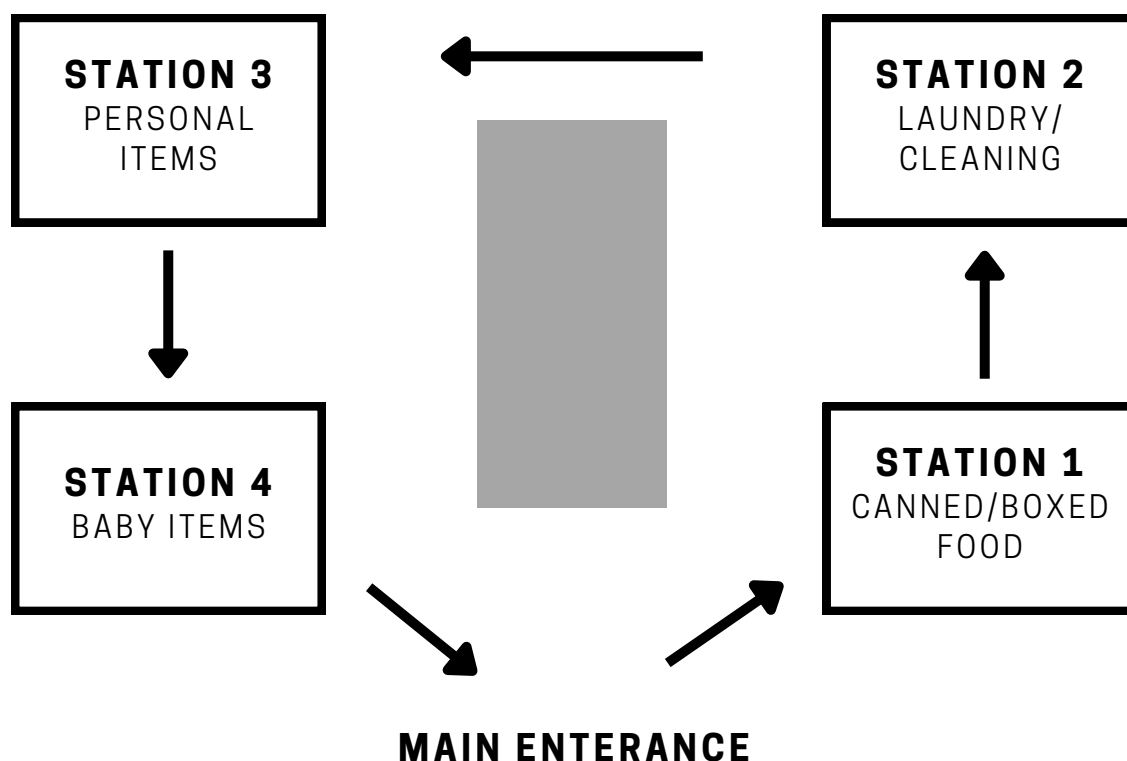 STATION 3
PERSONAL
ITEMS
STATION 2
LAUNDRY/
CLEANING
STATION 4
BABY ITEMS
STATION 1
CANNED/BOXED
FOOD
MAIN ENTERANCE